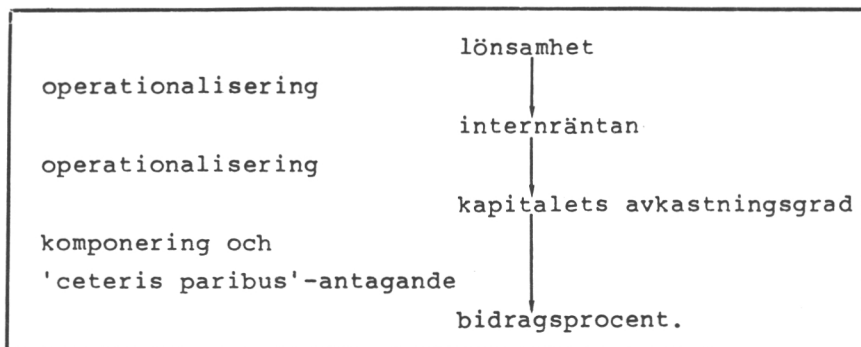 lönsamhet
operationalisering
internräntan
operationalisering
kapitalets avkastningsgrad
komponering och
'ceteris paribus'-antagande
bidragsprocent.